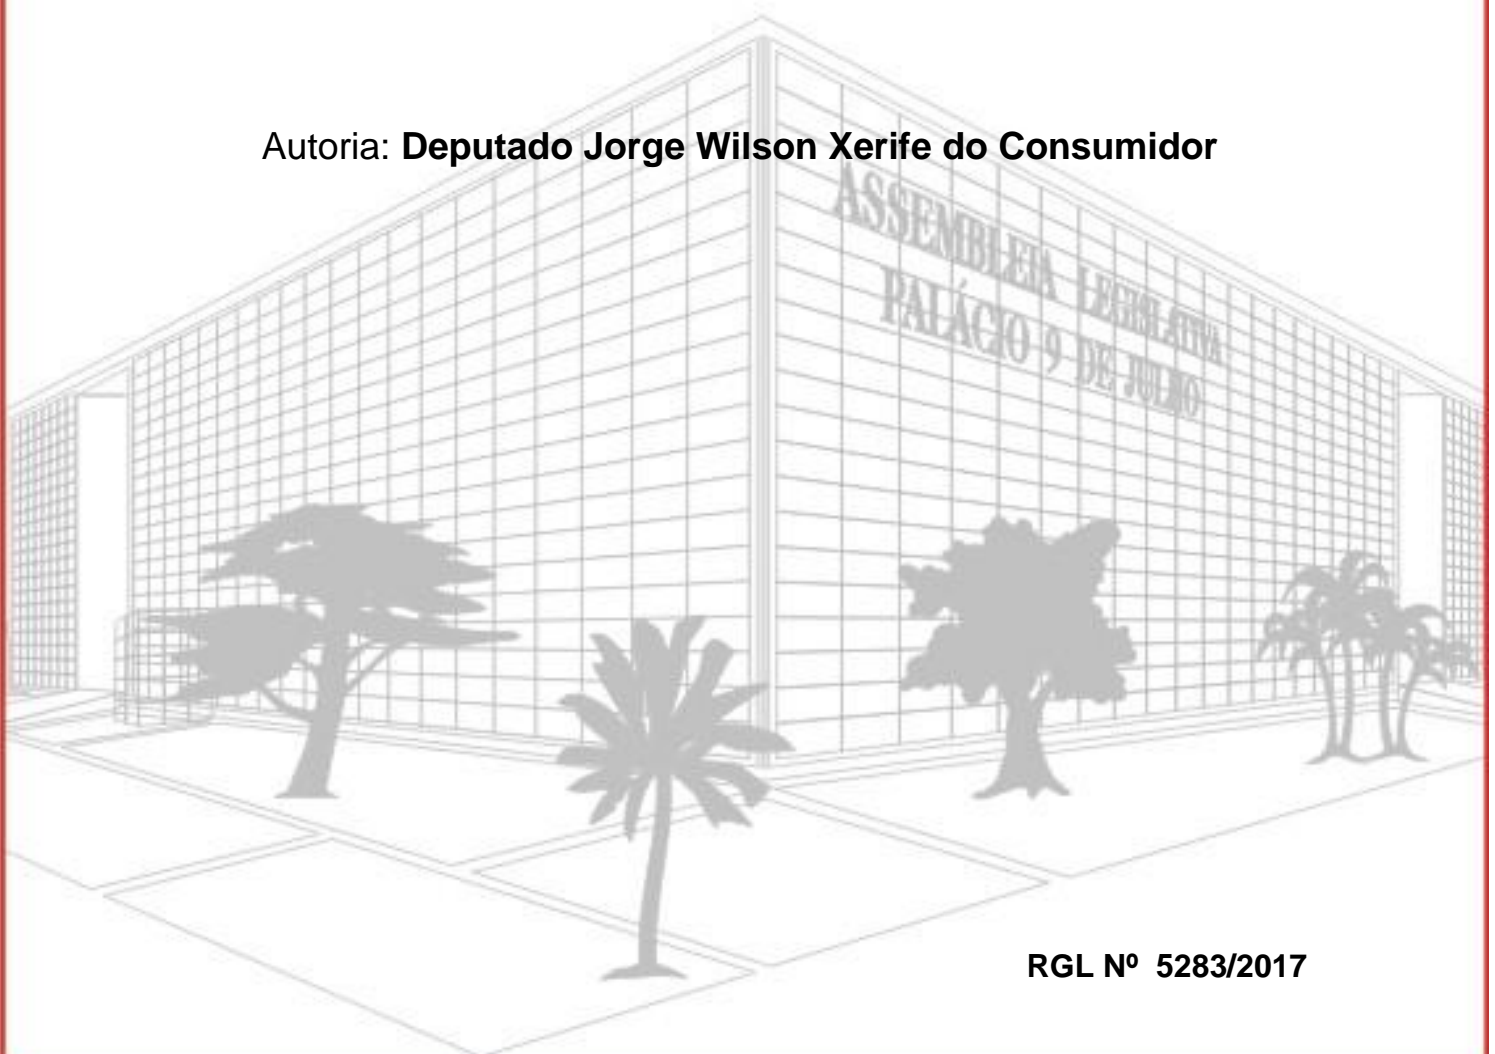 Autoria: Deputado Jorge Wilson Xerife do Consumidor
ASSEMBLEIA LEGISLATIVA
PALÁCIO 9 DE JULHO
RGL Nº 5283/2017